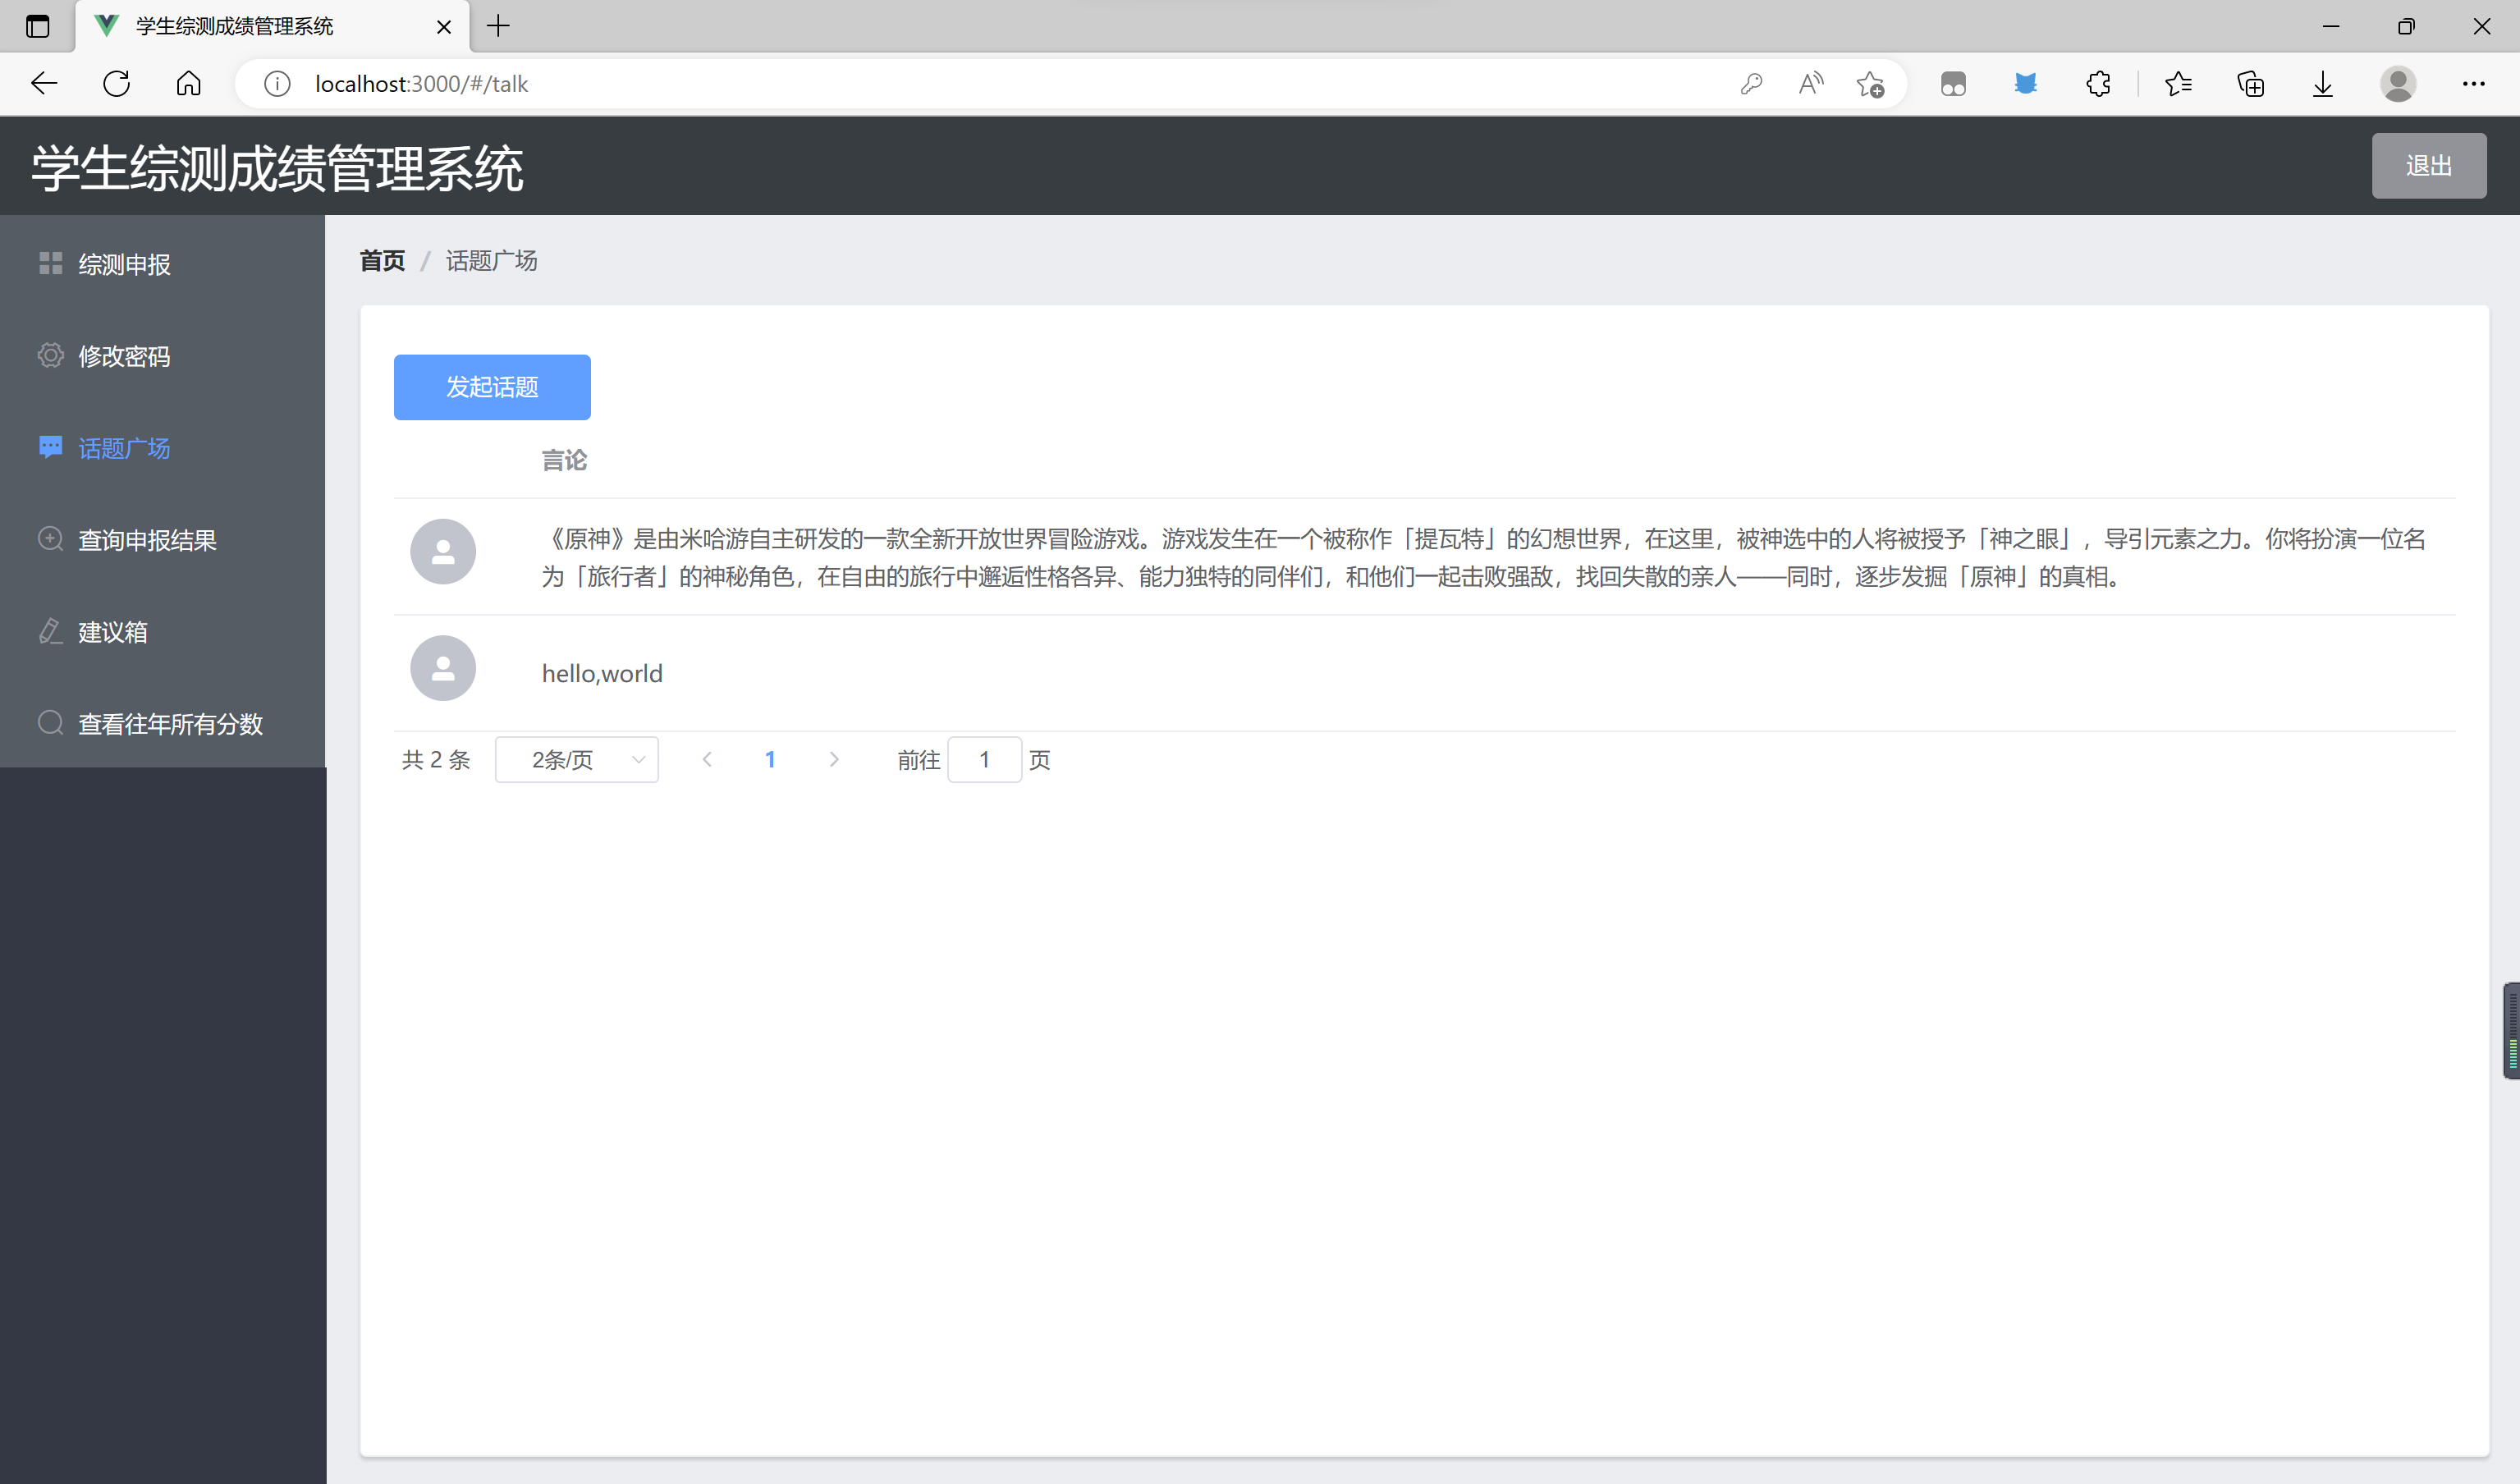 学生综测成绩管理系统
localhost:3000/#/talk
学生综测成绩管理系统
退出
综测申报
修改密码
话题广场
查询申报结果
建议箱
查看往年所有分数
首页 / 话题广场
发起话题
言论
《原神》是由米哈游自主研发的一款全新开放世界冒险游戏。游戏发生在一个被称作「提瓦特」的幻想世界，在这里，被神选中的人将被授予「神之眼」，导引元素之力。你将扮演一位名
为「旅行者」的神秘角色，在自由的旅行中邂逅性格各异、能力独特的同伴们，和他们一起击败强敌，找回失散的亲人——同时，逐步发掘「原神」的真相。
hello,world
共 2 条 2条/页 1 前往 1 页